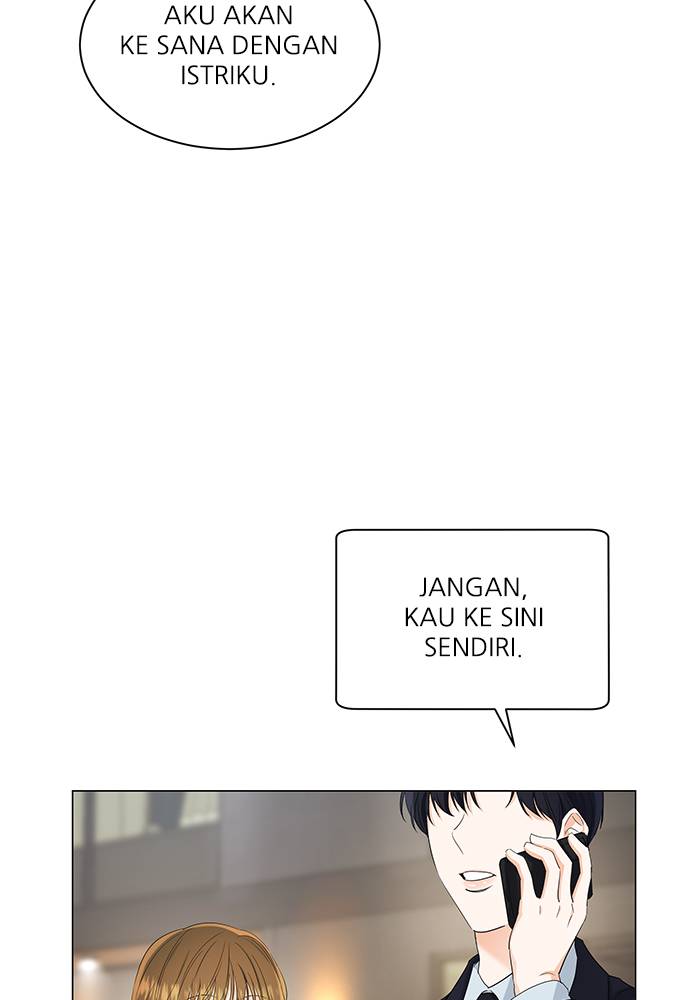 AKU AKAN
KE SANA DENGAN
ISTRIKU.
JANGAN,
KAU KE SINI
SENDIRI.